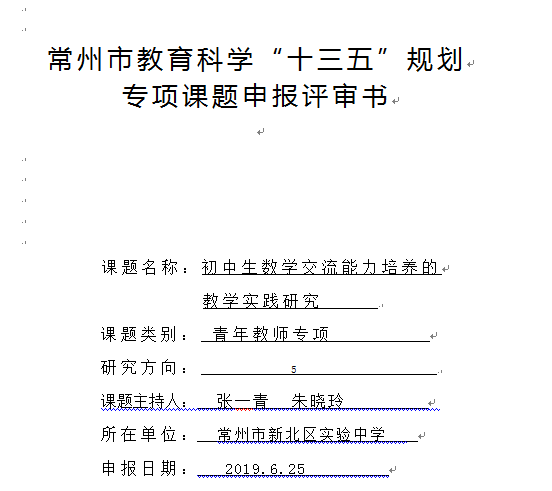 常州市教育科学“十三五”规划
专项课题申报评审书
课题名称：初中生数学交流能力培养的
教学实践研究
课题类别：青年教师专项
研究方向：5
课题主持人：张一青 朱晓玲
所在单位：常州市新北区实验中学
申报日期：2019.6.25